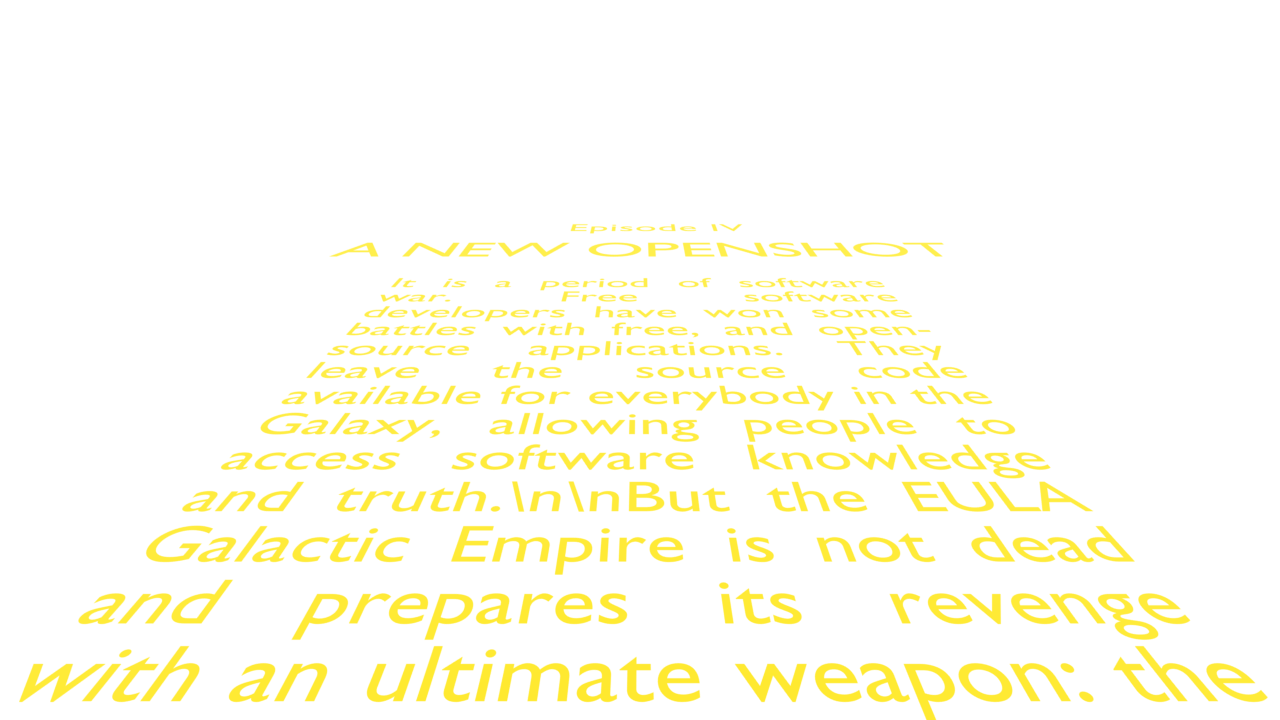 Episode IV
A NEW OPENSHOT
It is a period of software
war. Free software
developers have won some
battles with free, and open-
source applications. They
leave the source code
available for everybody in the
Galaxy, allowing people to
access software knowledge
and truth.\n\nBut the EULA
Galactic Empire is not dead
and prepares its revenge
with an ultimate weapon: the